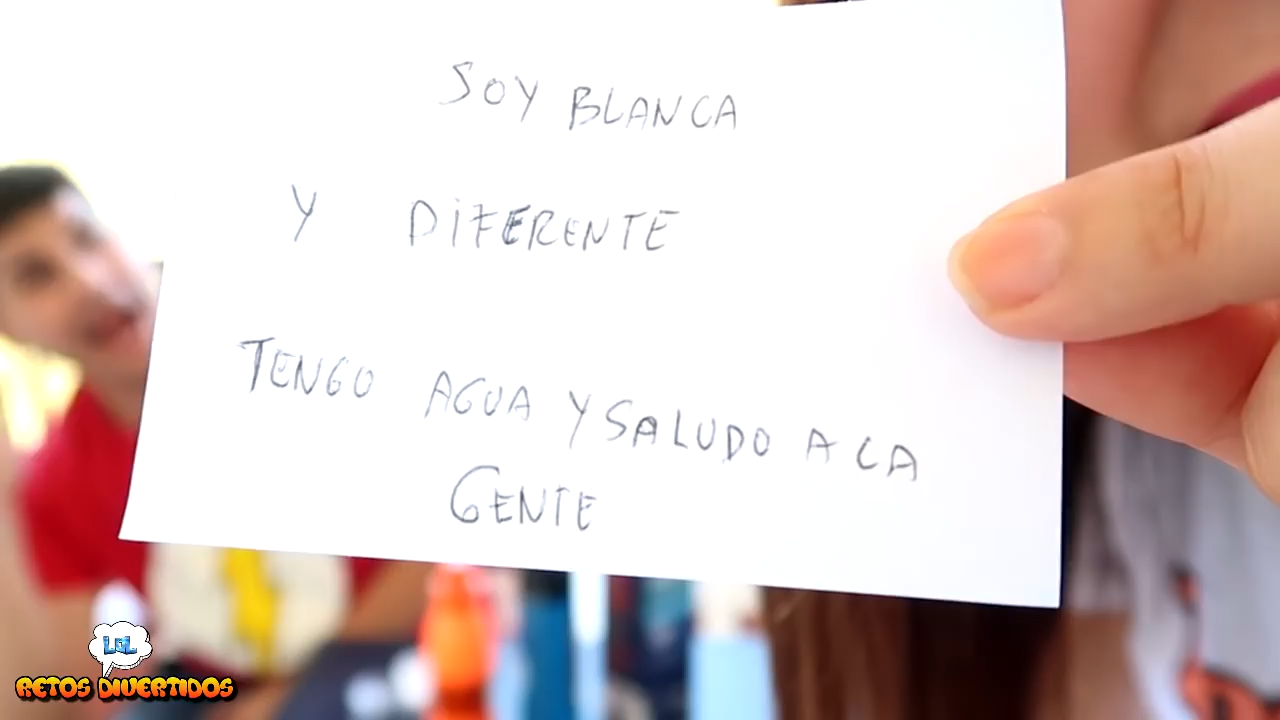 SOY BLANCA
Y DIFERENTE
TENGO AGUA Y SALUDO A LA
GENTE
LOL
RETOS DIVERTIDOS